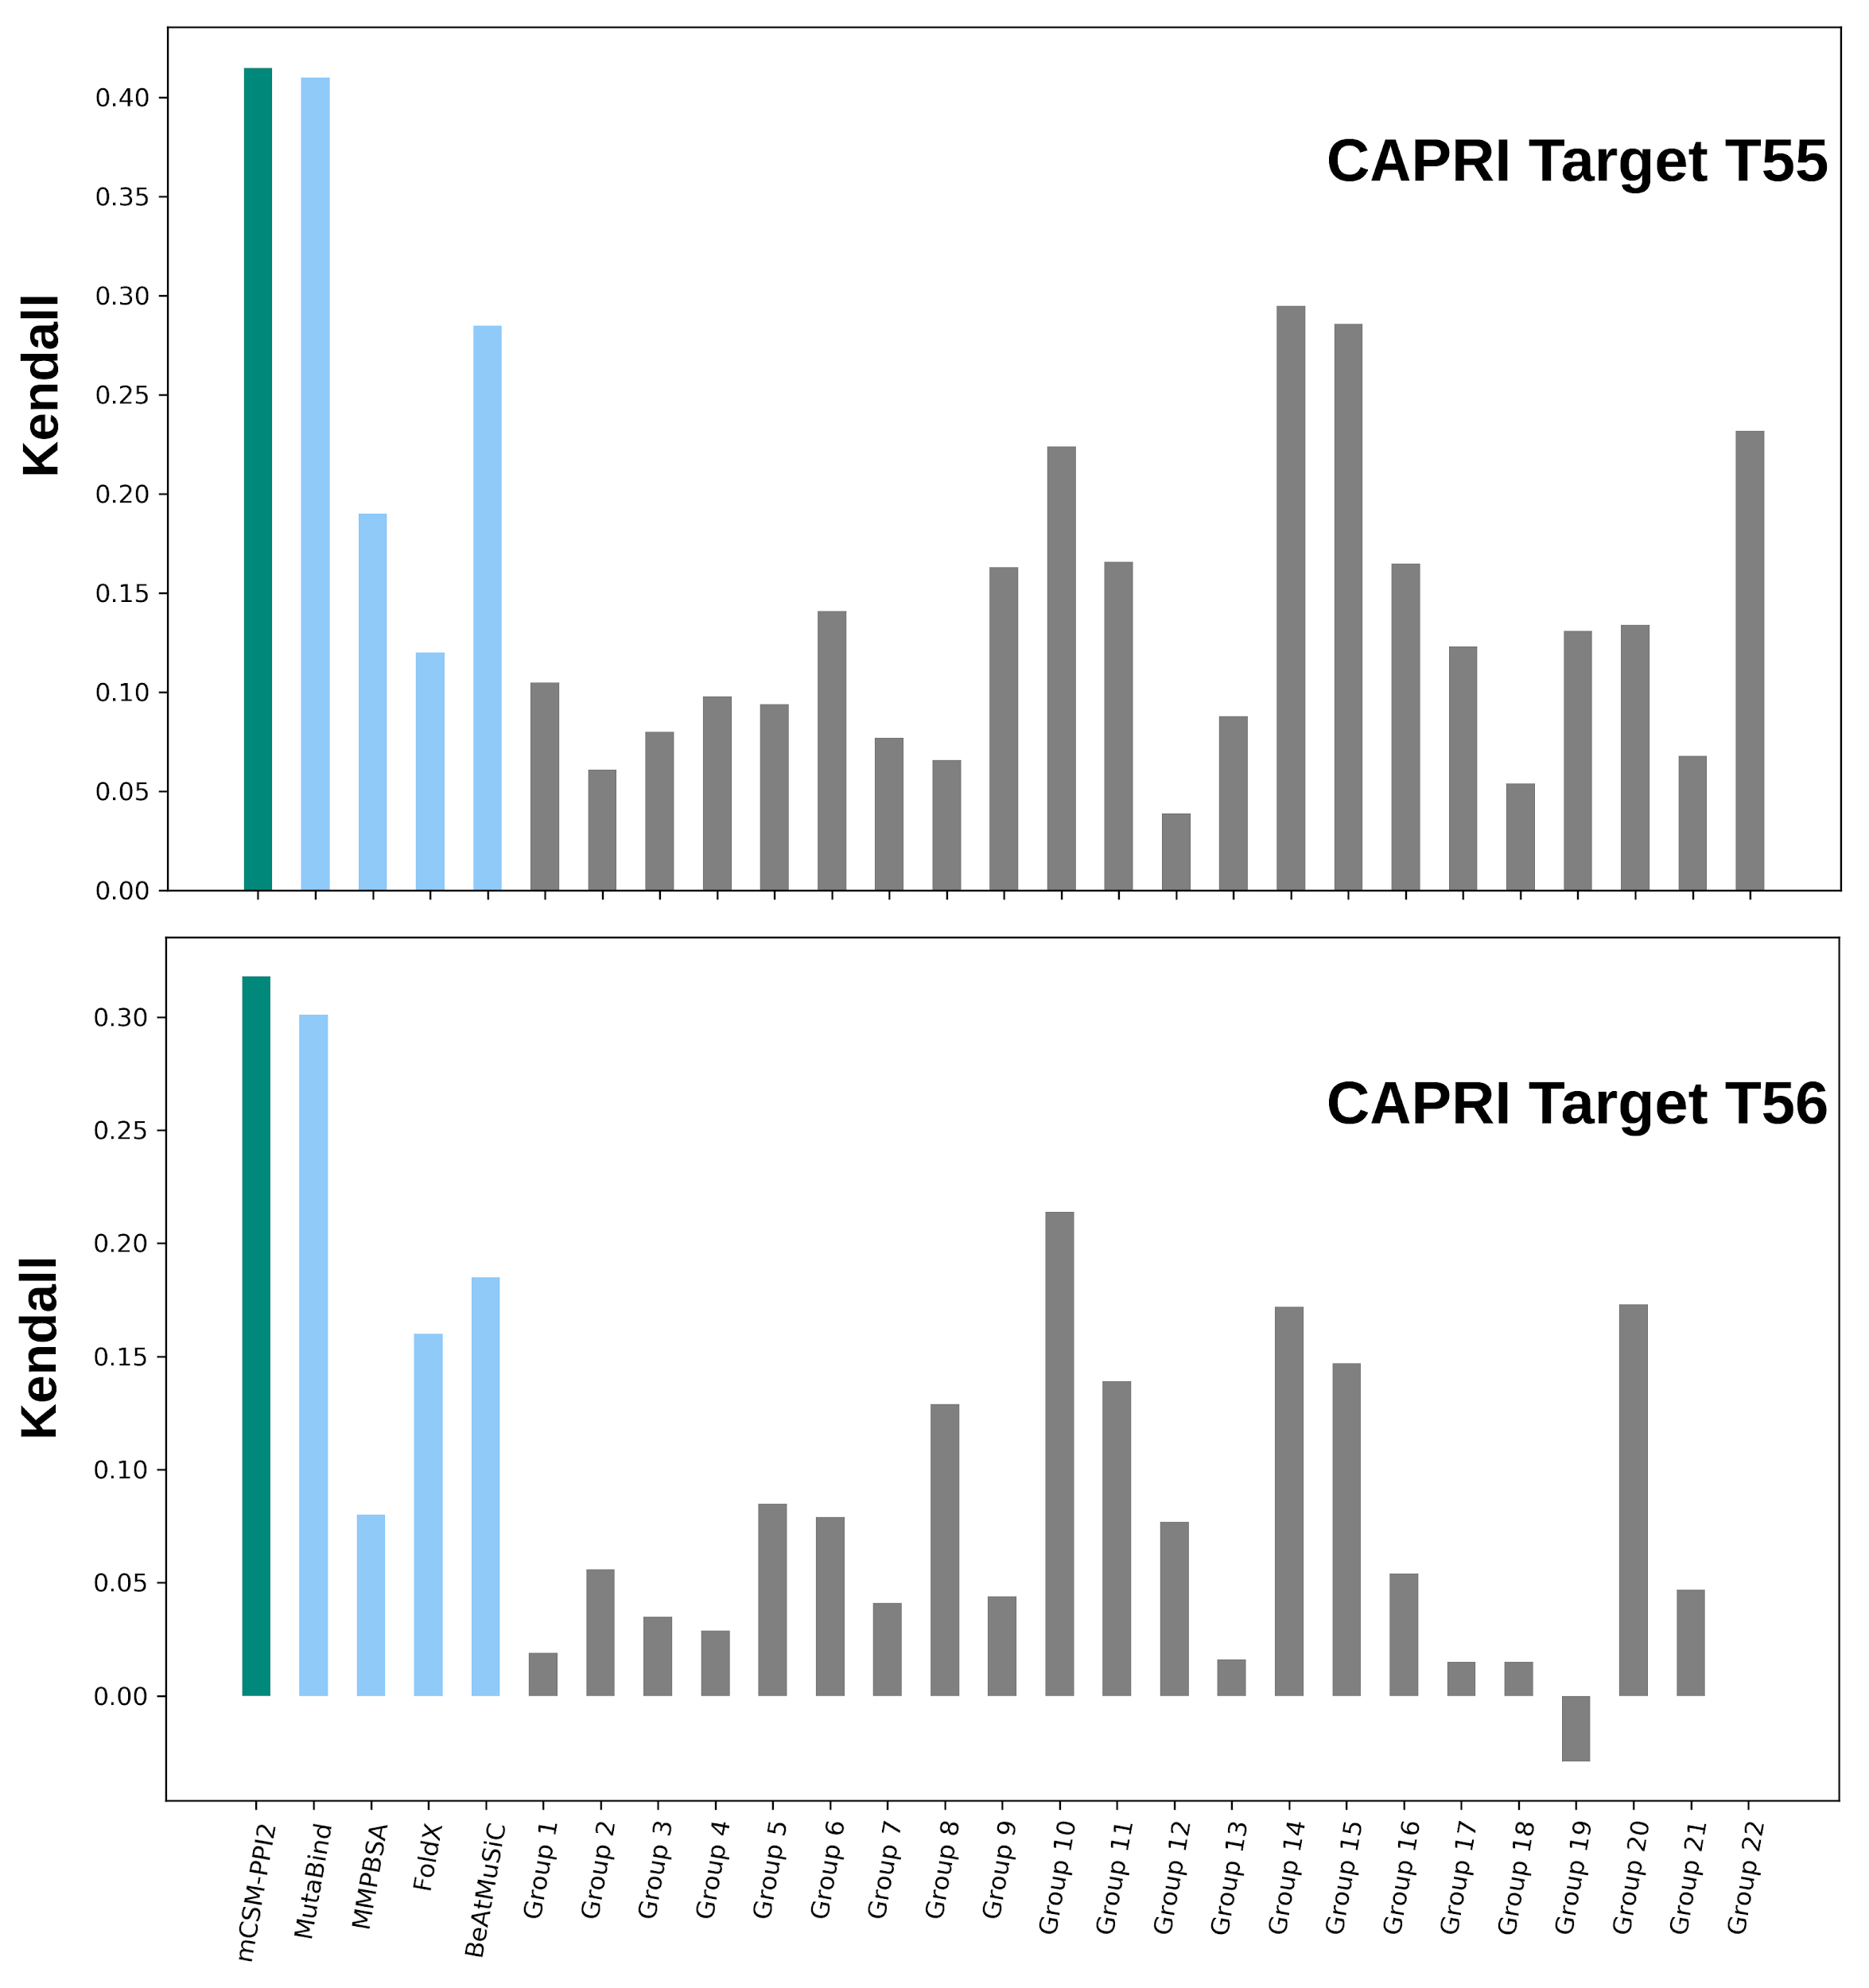 CAPRI Target T55
Kendall
0.40
0.35
0.30
0.25
0.20
0.15
0.10
0.05
0.00
CAPRI Target T56
Kendall
0.30
0.25
0.20
0.15
0.10
0.05
0.00
mCSM-PPI2
MutaBind
MMPBSA
FoldX
BeAtMuSiC
Group 1
Group 2
Group 3
Group 4
Group 5
Group 6
Group 7
Group 8
Group 9
Group 10
Group 11
Group 12
Group 13
Group 14
Group 15
Group 16
Group 17
Group 18
Group 19
Group 20
Group 21
Group 22